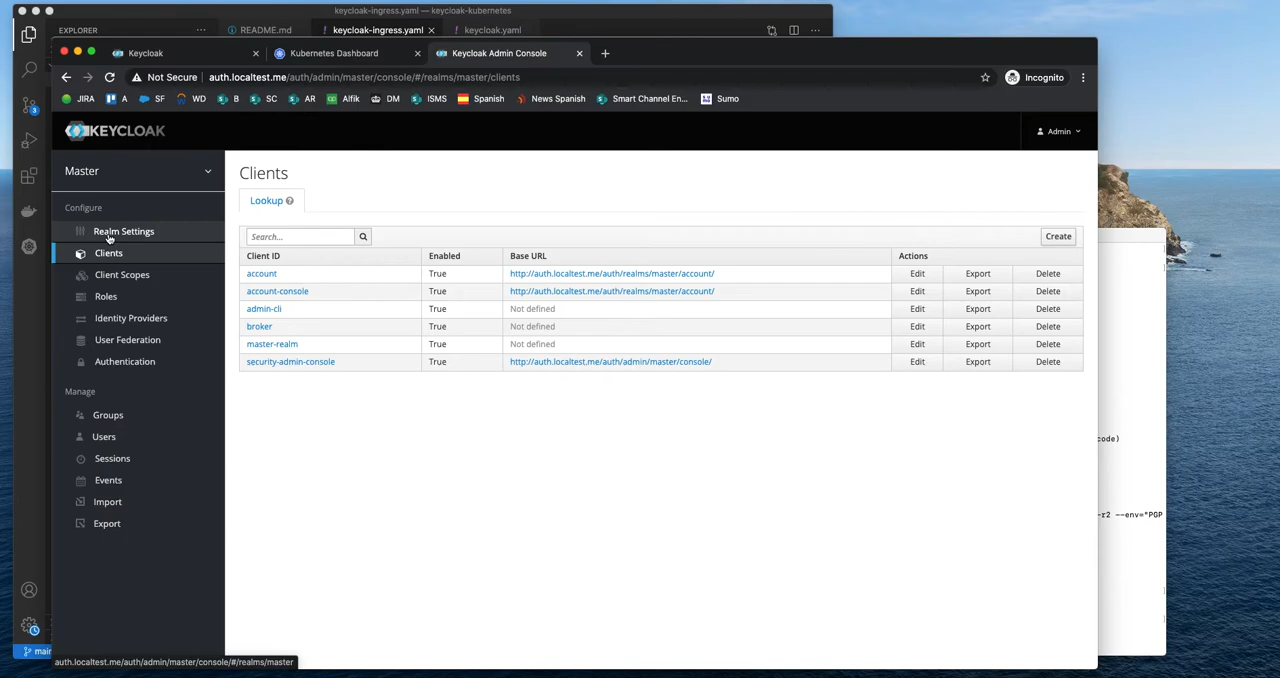 keycloak-ingress.yaml — keycloak-kubernetes
EXPLORER ... README.md ! keycloak-ingress.yaml ! keycloak.yaml ...
Keycloak Kubernetes Dashboard Keycloak Admin Console
Not Secure auth.localtest.me/auth/admin/master/console/#/realms/master/clients Incognito
JIRA A SF WD B SC AR Alfik DM ISMS Spanish News Spanish Smart Channel En... Sumo
KEYCLOAK Admin
Master
Configure
Realm Settings
Clients
Client Scopes
Roles
Identity Providers
User Federation
Authentication
Manage
Groups
Users
Sessions
Events
Import
Export
Clients
Lookup
Search... Create
Client ID Enabled Base URL Actions
account True http://auth.localtest.me/auth/realms/master/account/ Edit Export Delete
account-console True http://auth.localtest.me/auth/realms/master/account/ Edit Export Delete
admin-cli True Not defined Edit Export Delete
broker True Not defined Edit Export Delete
master-realm True Not defined Edit Export Delete
security-admin-console True http://auth.localtest.me/auth/admin/master/console/ Edit Export Delete
code)
-r2 --env="PGP
3
main
auth.localtest.me/auth/admin/master/console/#/realms/master